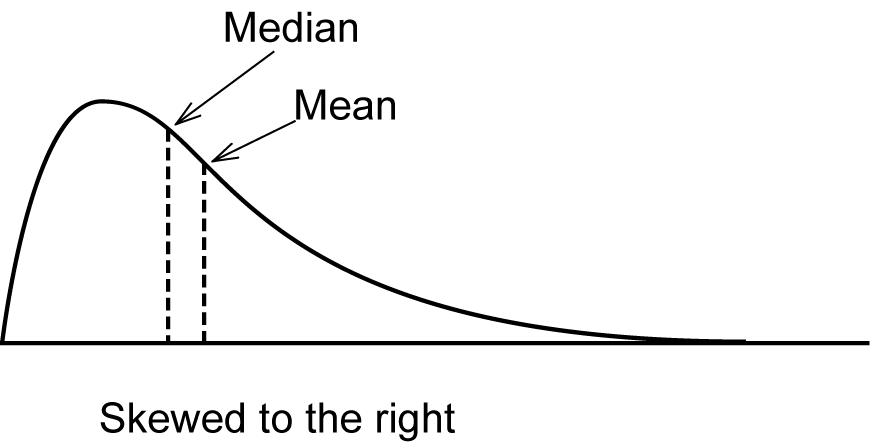 Median
Mean
Skewed to the right